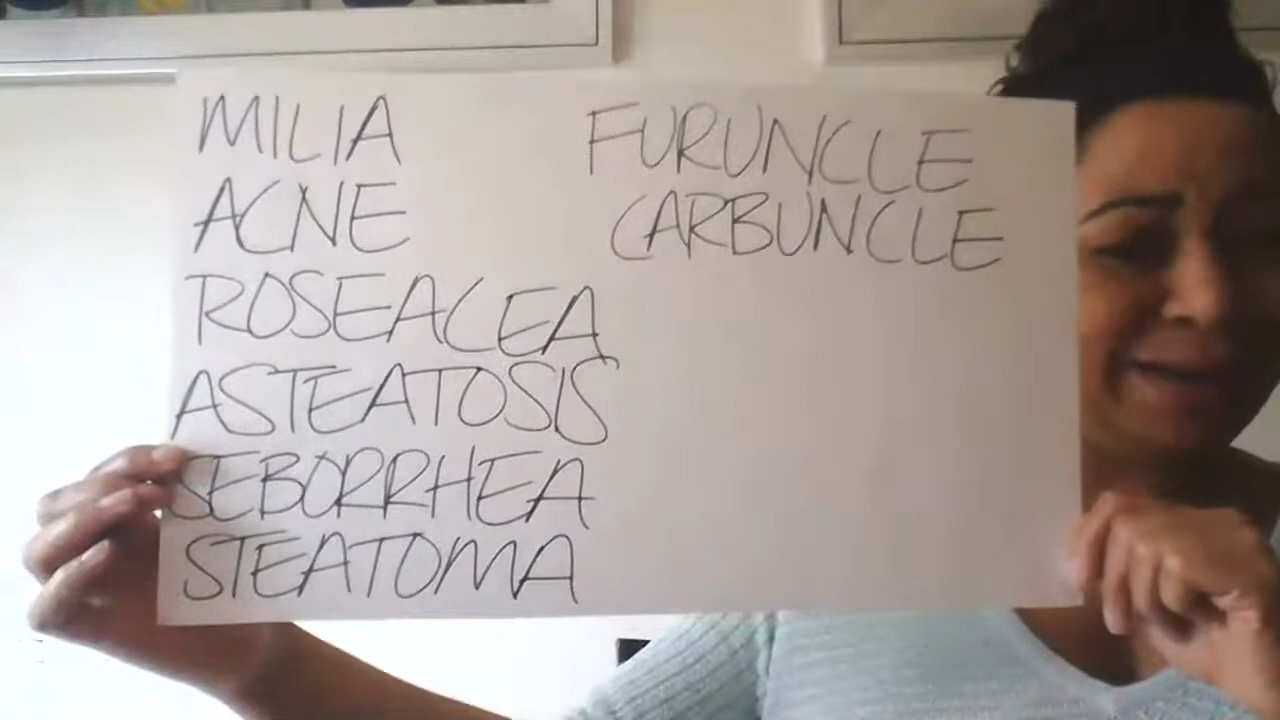 MILIA
ACNE
ROSEACEA
ASTEATOSIS
SEBORRHEA
STEATOMA
FURUNCLE
CARBUNCLE